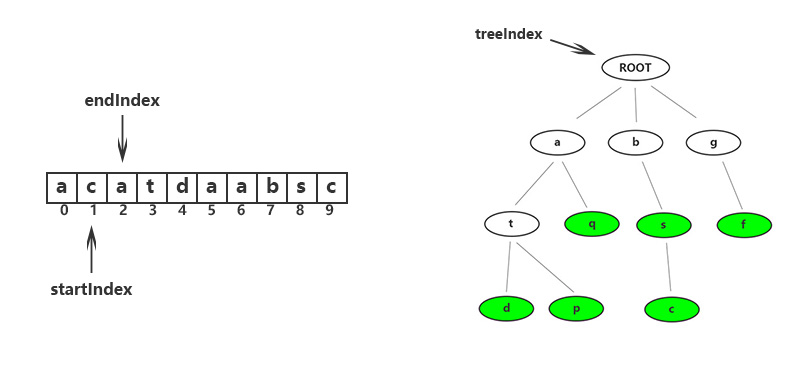 treeIndex
ROOT
endIndex
a b g
a c a t d a a b s c
0 1 2 3 4 5 6 7 8 9
t q s f
startIndex
d p c